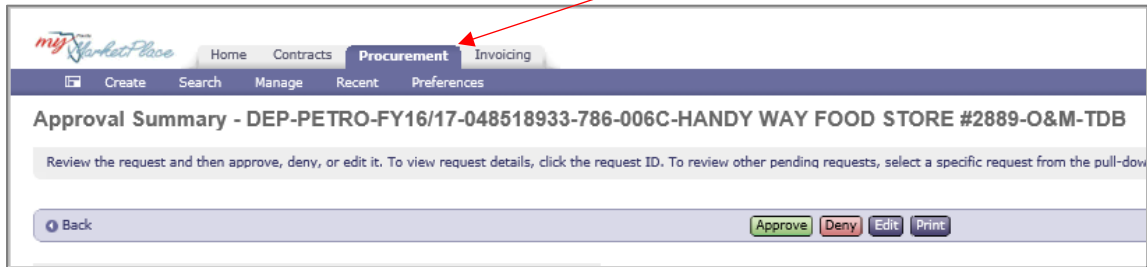 my MarketPlace
Home Contracts Procurement Invoicing
Create Search Manage Recent Preferences
Approval Summary - DEP-PETRO-FY16/17-048518933-786-006C-HANDY WAY FOOD STORE #2889-O&M-TDB
Review the request and then approve, deny, or edit it. To view request details, click the request ID. To review other pending requests, select a specific request from the pull-dow
Back Approve Deny Edit Print